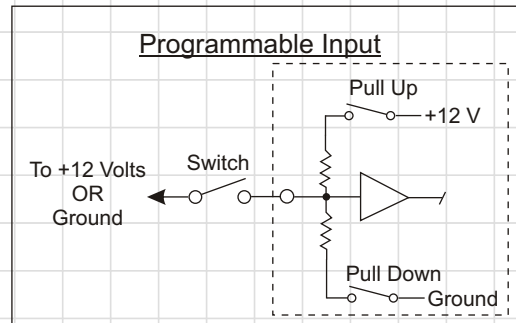 Programmable Input
Pull Up
+12 V
Switch
To +12 Volts
OR
Ground
Pull Down
Ground